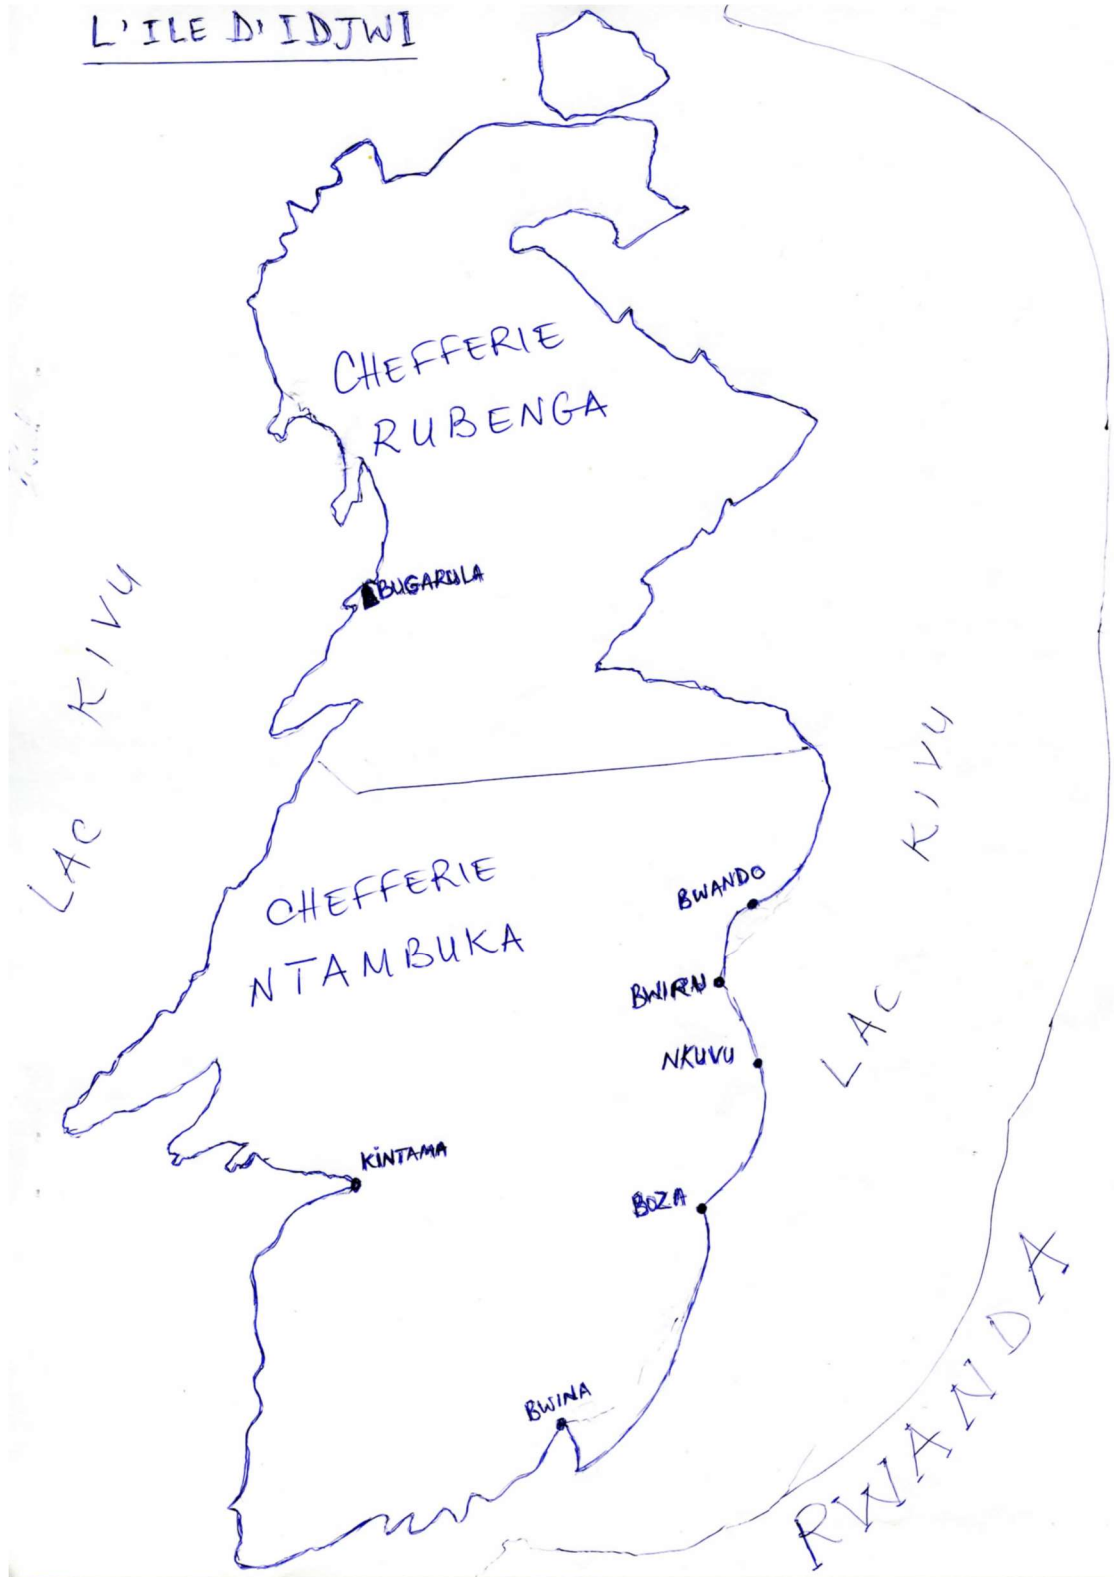 L'ILE D'IDJWI
CHEFFERIE
RUBENGA
BUGARULA
LAC KIVU
LAC KIVU
CHEFFERIE
NTAMBUKA
BWANDO
NKUVU
KINTAMA
BOZA
BWINA
RWANDA